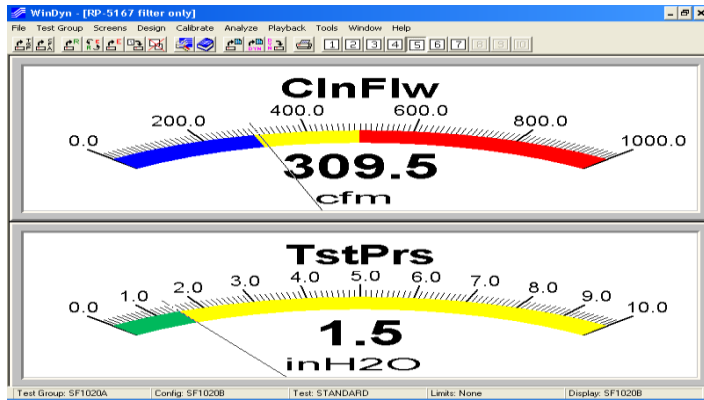 WinDyn - [RP-5167 filter only]
File Test Group Screens Design Calibrate Analyze Playback Tools Window Help
1 2 3 4 5 6 7 8 9 10
ClnFlw
0.0 200.0 400.0 600.0 800.0 1000.0
309.5
cfm
TstPrs
0.0 1.0 2.0 3.0 4.0 5.0 6.0 7.0 8.0 9.0 10.0
1.5
inH2O
Test Group: SF1020A Config: SF1020B Test: STANDARD Limits: None Display: SF1020B